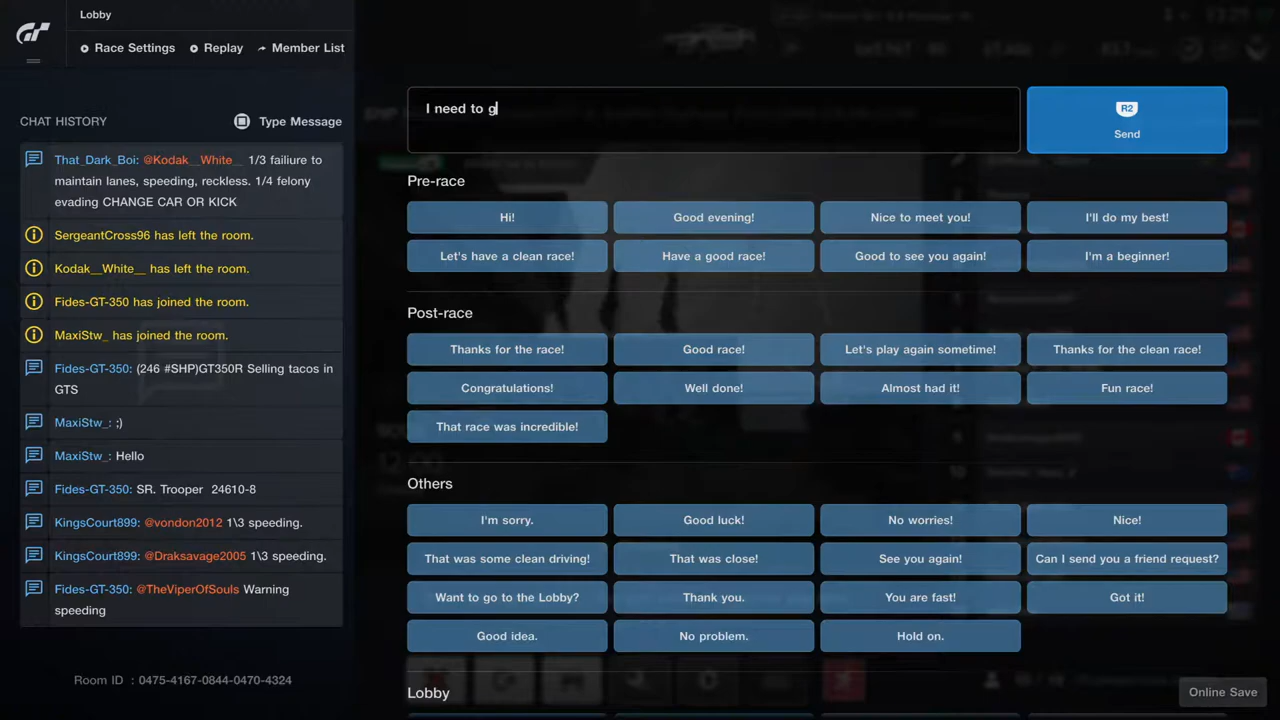 Lobby
Race Settings
Replay
Member List
CHAT HISTORY
Type Message
That_Dark_Boi: @Kodak__White_ 1/3 failiure to
maintain lanes, speeding, reckless. 1/4 felony
evading CHANGE CAR OR KICK
SergeantCross96 has left the room.
Kodak__White_ has left the room.
Fides-GT-350 has joined the room.
MaxiStw_ has joined the room.
Fides-GT-350: (246 #SHP)GT350R Selling tacos in
GTS
MaxiStw_: ;)
MaxiStw_: Hello
Fides-GT-350: SR. Trooper 24610-8
KingsCourt899: @vondon2012 1\3 speeding.
KingsCourt899: @Draksavage2005 1\3 speeding.
Fides-GT-350: @TheViperOfSouls Warning
speeding
Room ID : 0475-4167-0844-0470-4324
I need to g
R2
Send
Pre-race
Hi!
Good evening!
Nice to meet you!
I'll do my best!
Let's have a clean race!
Have a good race!
Good to see you again!
I'm a beginner!
Post-race
Thanks for the race!
Good race!
Let's play again sometime!
Thanks for the clean race!
Congratulations!
Well done!
Almost had it!
Fun race!
That race was incredible!
Others
I'm sorry.
Good luck!
No worries!
Nice!
That was some clean driving!
That was close!
See you again!
Can I send you a friend request?
Want to go to the Lobby?
Thank you.
You are fast!
Got it!
Good idea.
No problem.
Hold on.
Lobby
Online Save